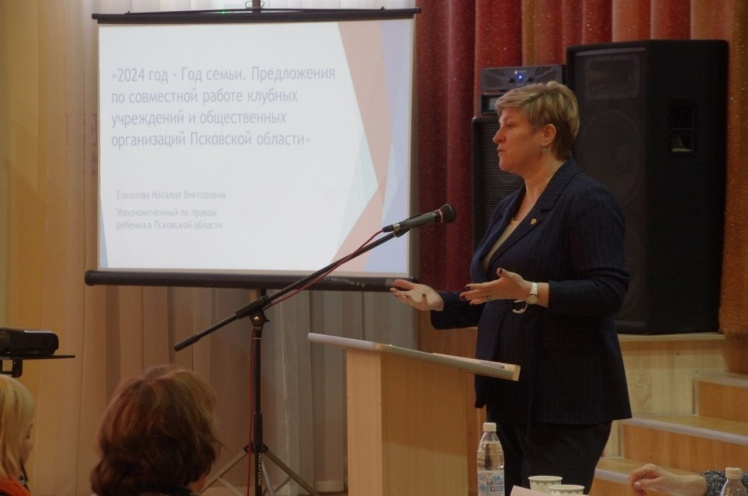 «2024 год - Год семьи. Предложения
по совместной работе клубных
учреждений и общественных
организаций Псковской области»
Соколова Наталия Викторовна
Уполномоченный по правам
ребенка в Псковской области